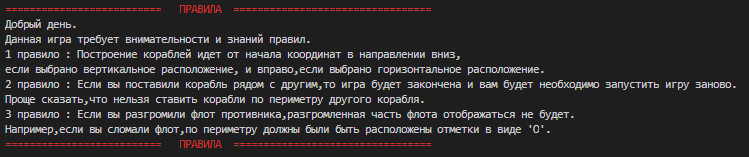 ==========================   ПРАВИЛА  =================================
Добрый день.
Данная игра требует внимательности и знаний правил.
1 правило : Построение кораблей идет от начала координат в направлении вниз,
если выбрано вертикальное расположение, и вправо,если выбрано горизонтальное расположение.
2 правило : Если вы поставили корабль рядом с другим,то игра будет закончена и вам будет необходимо запустить игру заново.
Проще сказать,что нельзя ставить корабли по периметру другого корабля.
3 правило : Если вы разгромили флот противника,разгромленная часть флота отображаться не будет.
Например,если вы сломали флот,по периметру должны были быть расположены отметки в виде 'O'.
==========================   ПРАВИЛА  =================================